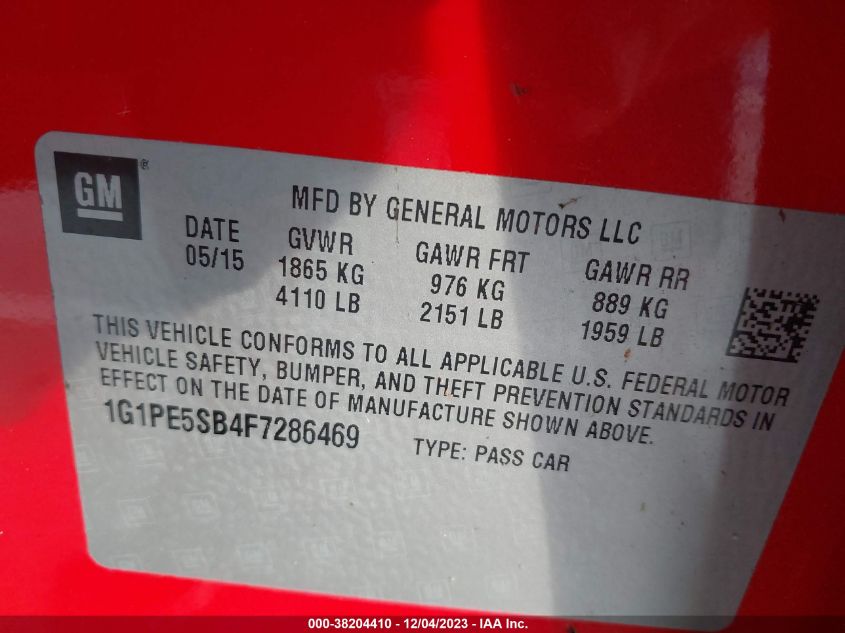 GM ®
MFD BY GENERAL MOTORS LLC
DATE GVWR GAWR FRT GAWR RR
05/15 1865 KG 976 KG 889 KG
4110 LB 2151 LB 1959 LB
THIS VEHICLE CONFORMS TO ALL APPLICABLE U.S. FEDERAL MOTOR
VEHICLE SAFETY, BUMPER, AND THEFT PREVENTION STANDARDS IN
EFFECT ON THE DATE OF MANUFACTURE SHOWN ABOVE.
1G1PE5SB4F7286469 TYPE: PASS CAR
000-38204410 - 12/04/2023 - IAA Inc.